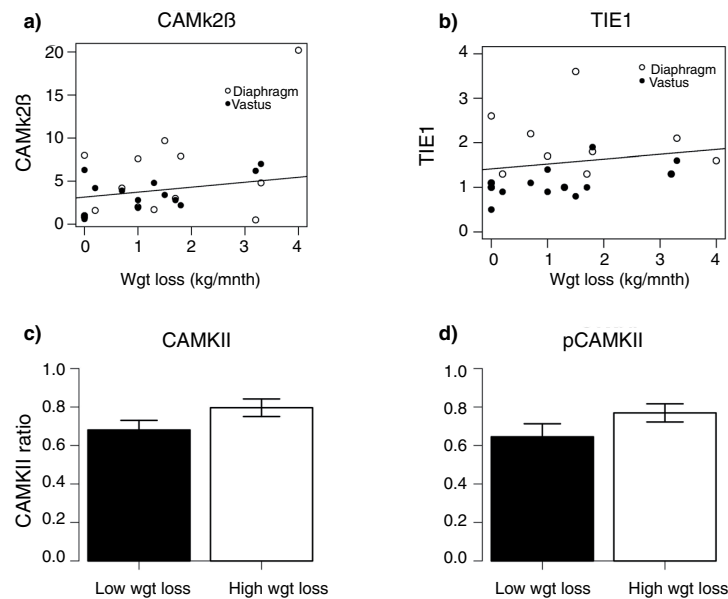 a)
CAMk2ß
CAMk2ß
20
15
10
5
0
Diaphragm
Vastus
0
1
2
3
4
Wgt loss (kg/mnth)
b)
TIE1
TIE1
4
3
2
1
0
Diaphragm
Vastus
0
1
2
3
4
Wgt loss (kg/mnth)
c)
CAMKII
CAMKII ratio
1.0
0.8
0.6
0.4
0.2
0.0
Low wgt loss
High wgt loss
d)
pCAMKII
1.0
0.8
0.6
0.4
0.2
0.0
Low wgt loss
High wgt loss